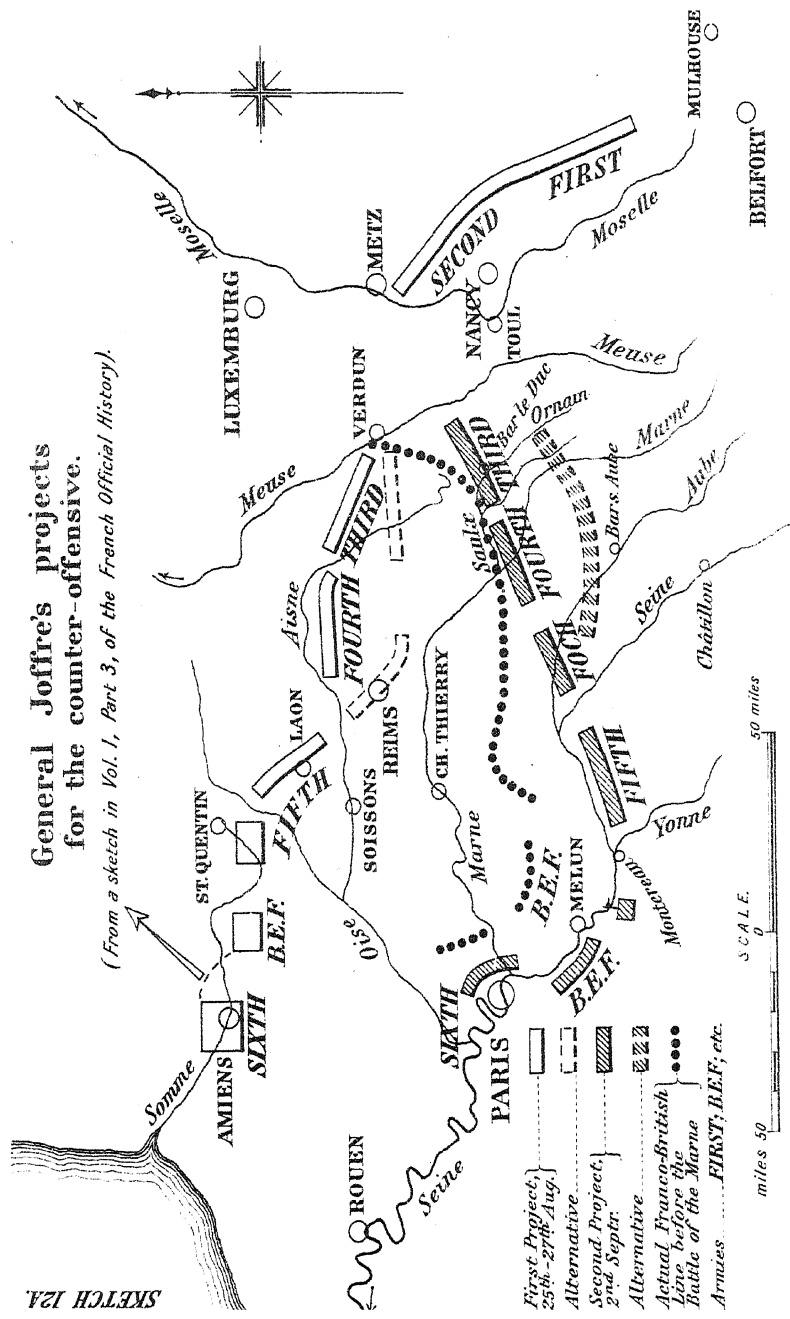 SKETCH 12A.
General Joffre's projects
for the counter-offensive.
(From a sketch in Vol. 1, Part 3, of the French Official History).
Somme
AMIENS
SIXTH
B.E.F.
ST. QUENTIN
FIFTH
LAON
Oise
SOISSONS
REIMS
Aisne
FOURTH
THIRD
Meuse
VERDUN
LUXEMBURG
Moselle
METZ
SECOND
FIRST
NANCY
TOUL
Moselle
MULHOUSE
BELFORT
ROUEN
Seine
SIXTH
PARIS
Marne
CH. THIERRY
B.E.F.
MELUN
B.E.F.
Montereau
Yonne
FIFTH
FOCH
FOURTH
Saulx
THIRD
Bar le Duc
Ornain
Meuse
Marne
Bar s. Aube
Aube
Seine
Châtillon
First Project,
25th-27th Aug.
Alternative
Second Project,
2nd Septr.
Alternative
Actual Franco-British
Line before the
Battle of the Marne
Armies FIRST; B.E.F; etc.
SCALE.
miles 50 0 50 miles